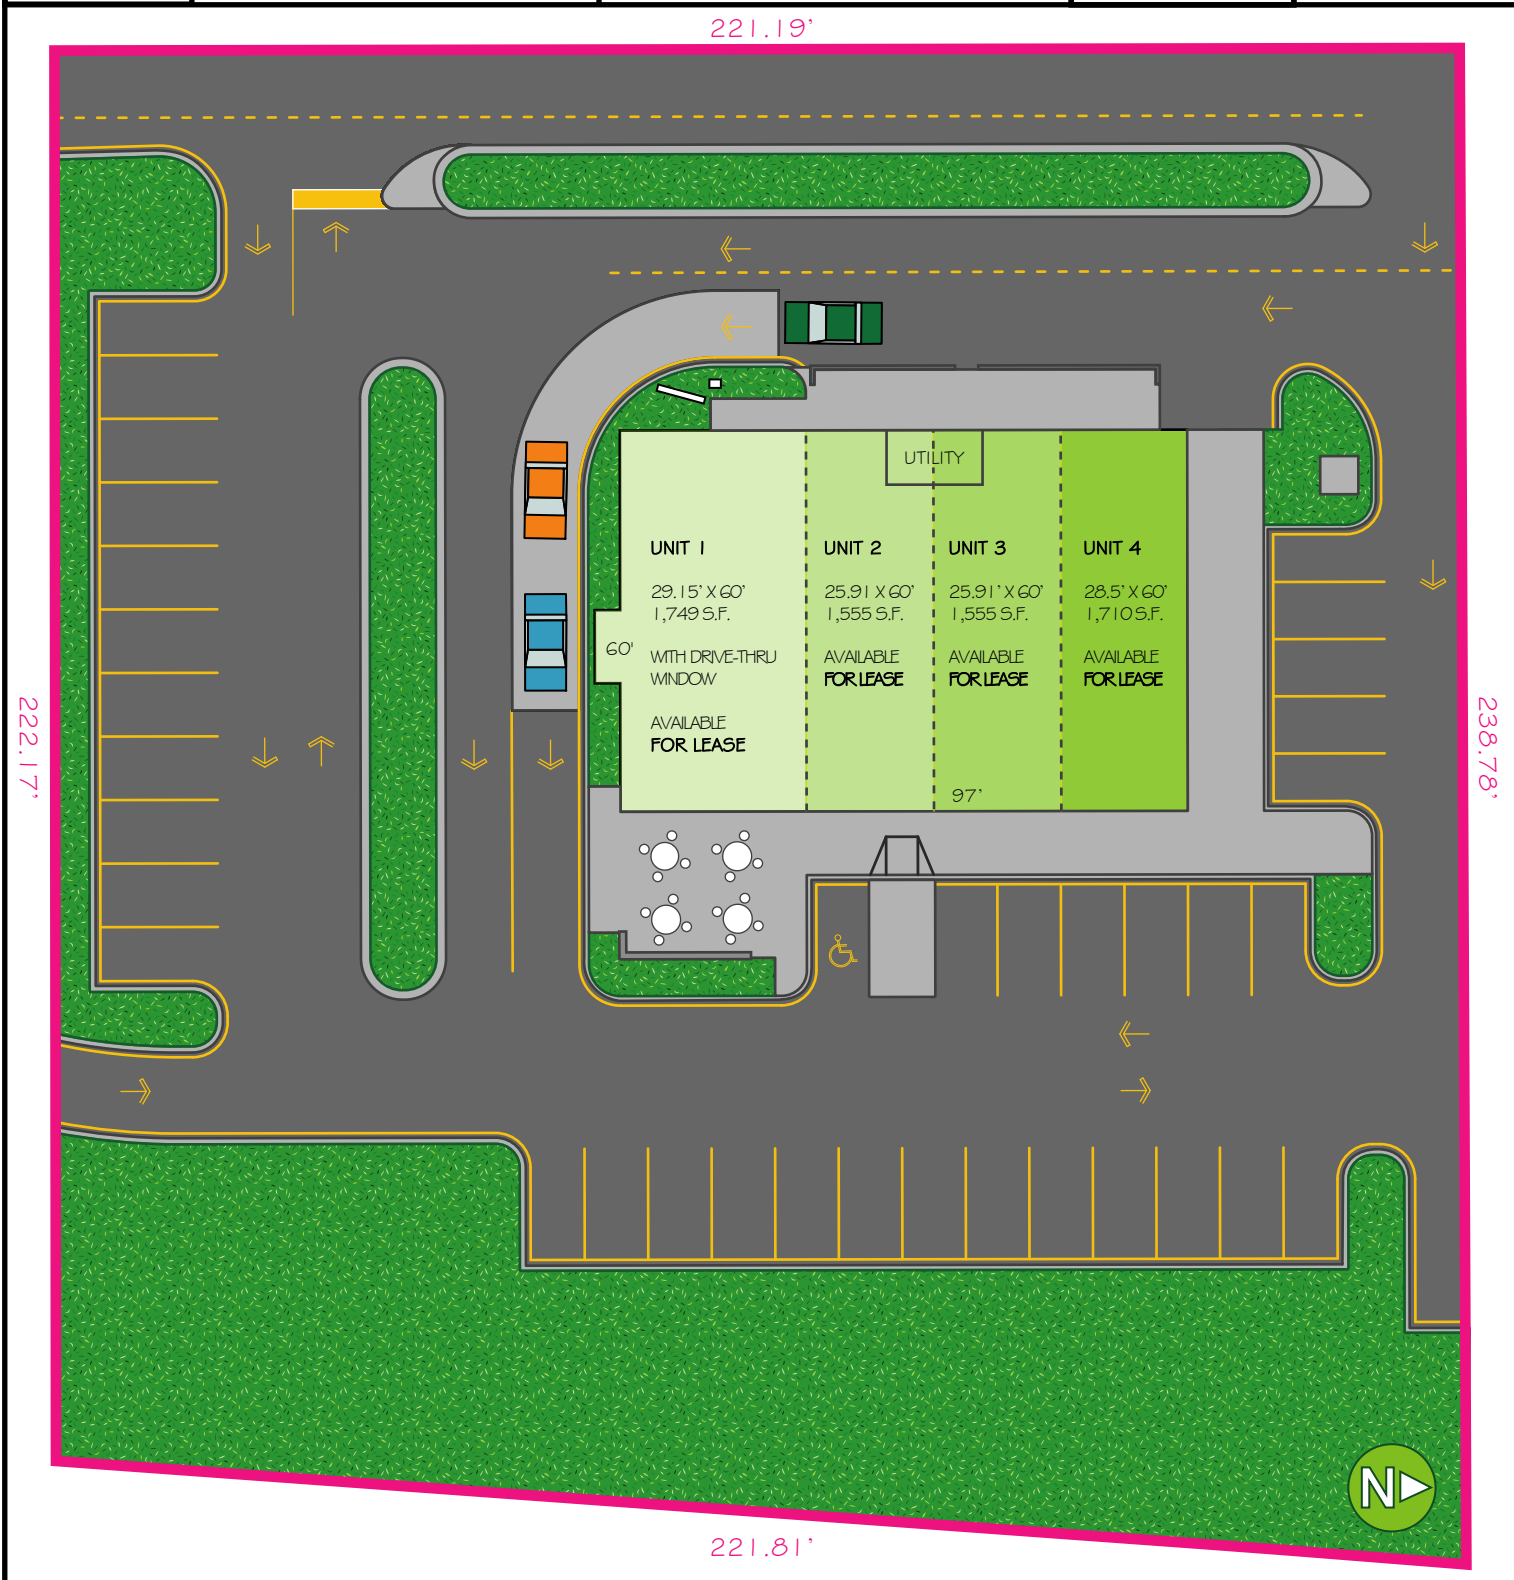 221.19'
UTILITY
UNIT 1
29.15' X 60'
1,749 S.F.
WITH DRIVE-THRU
WINDOW
AVAILABLE
FOR LEASE
UNIT 2
25.91 X 60'
1,555 S.F.
AVAILABLE
FOR LEASE
UNIT 3
25.91' X 60'
1,555 S.F.
AVAILABLE
FOR LEASE
UNIT 4
28.5' X 60'
1,710 S.F.
AVAILABLE
FOR LEASE
60'
97'
222.17'
238.78'
N
221.81'